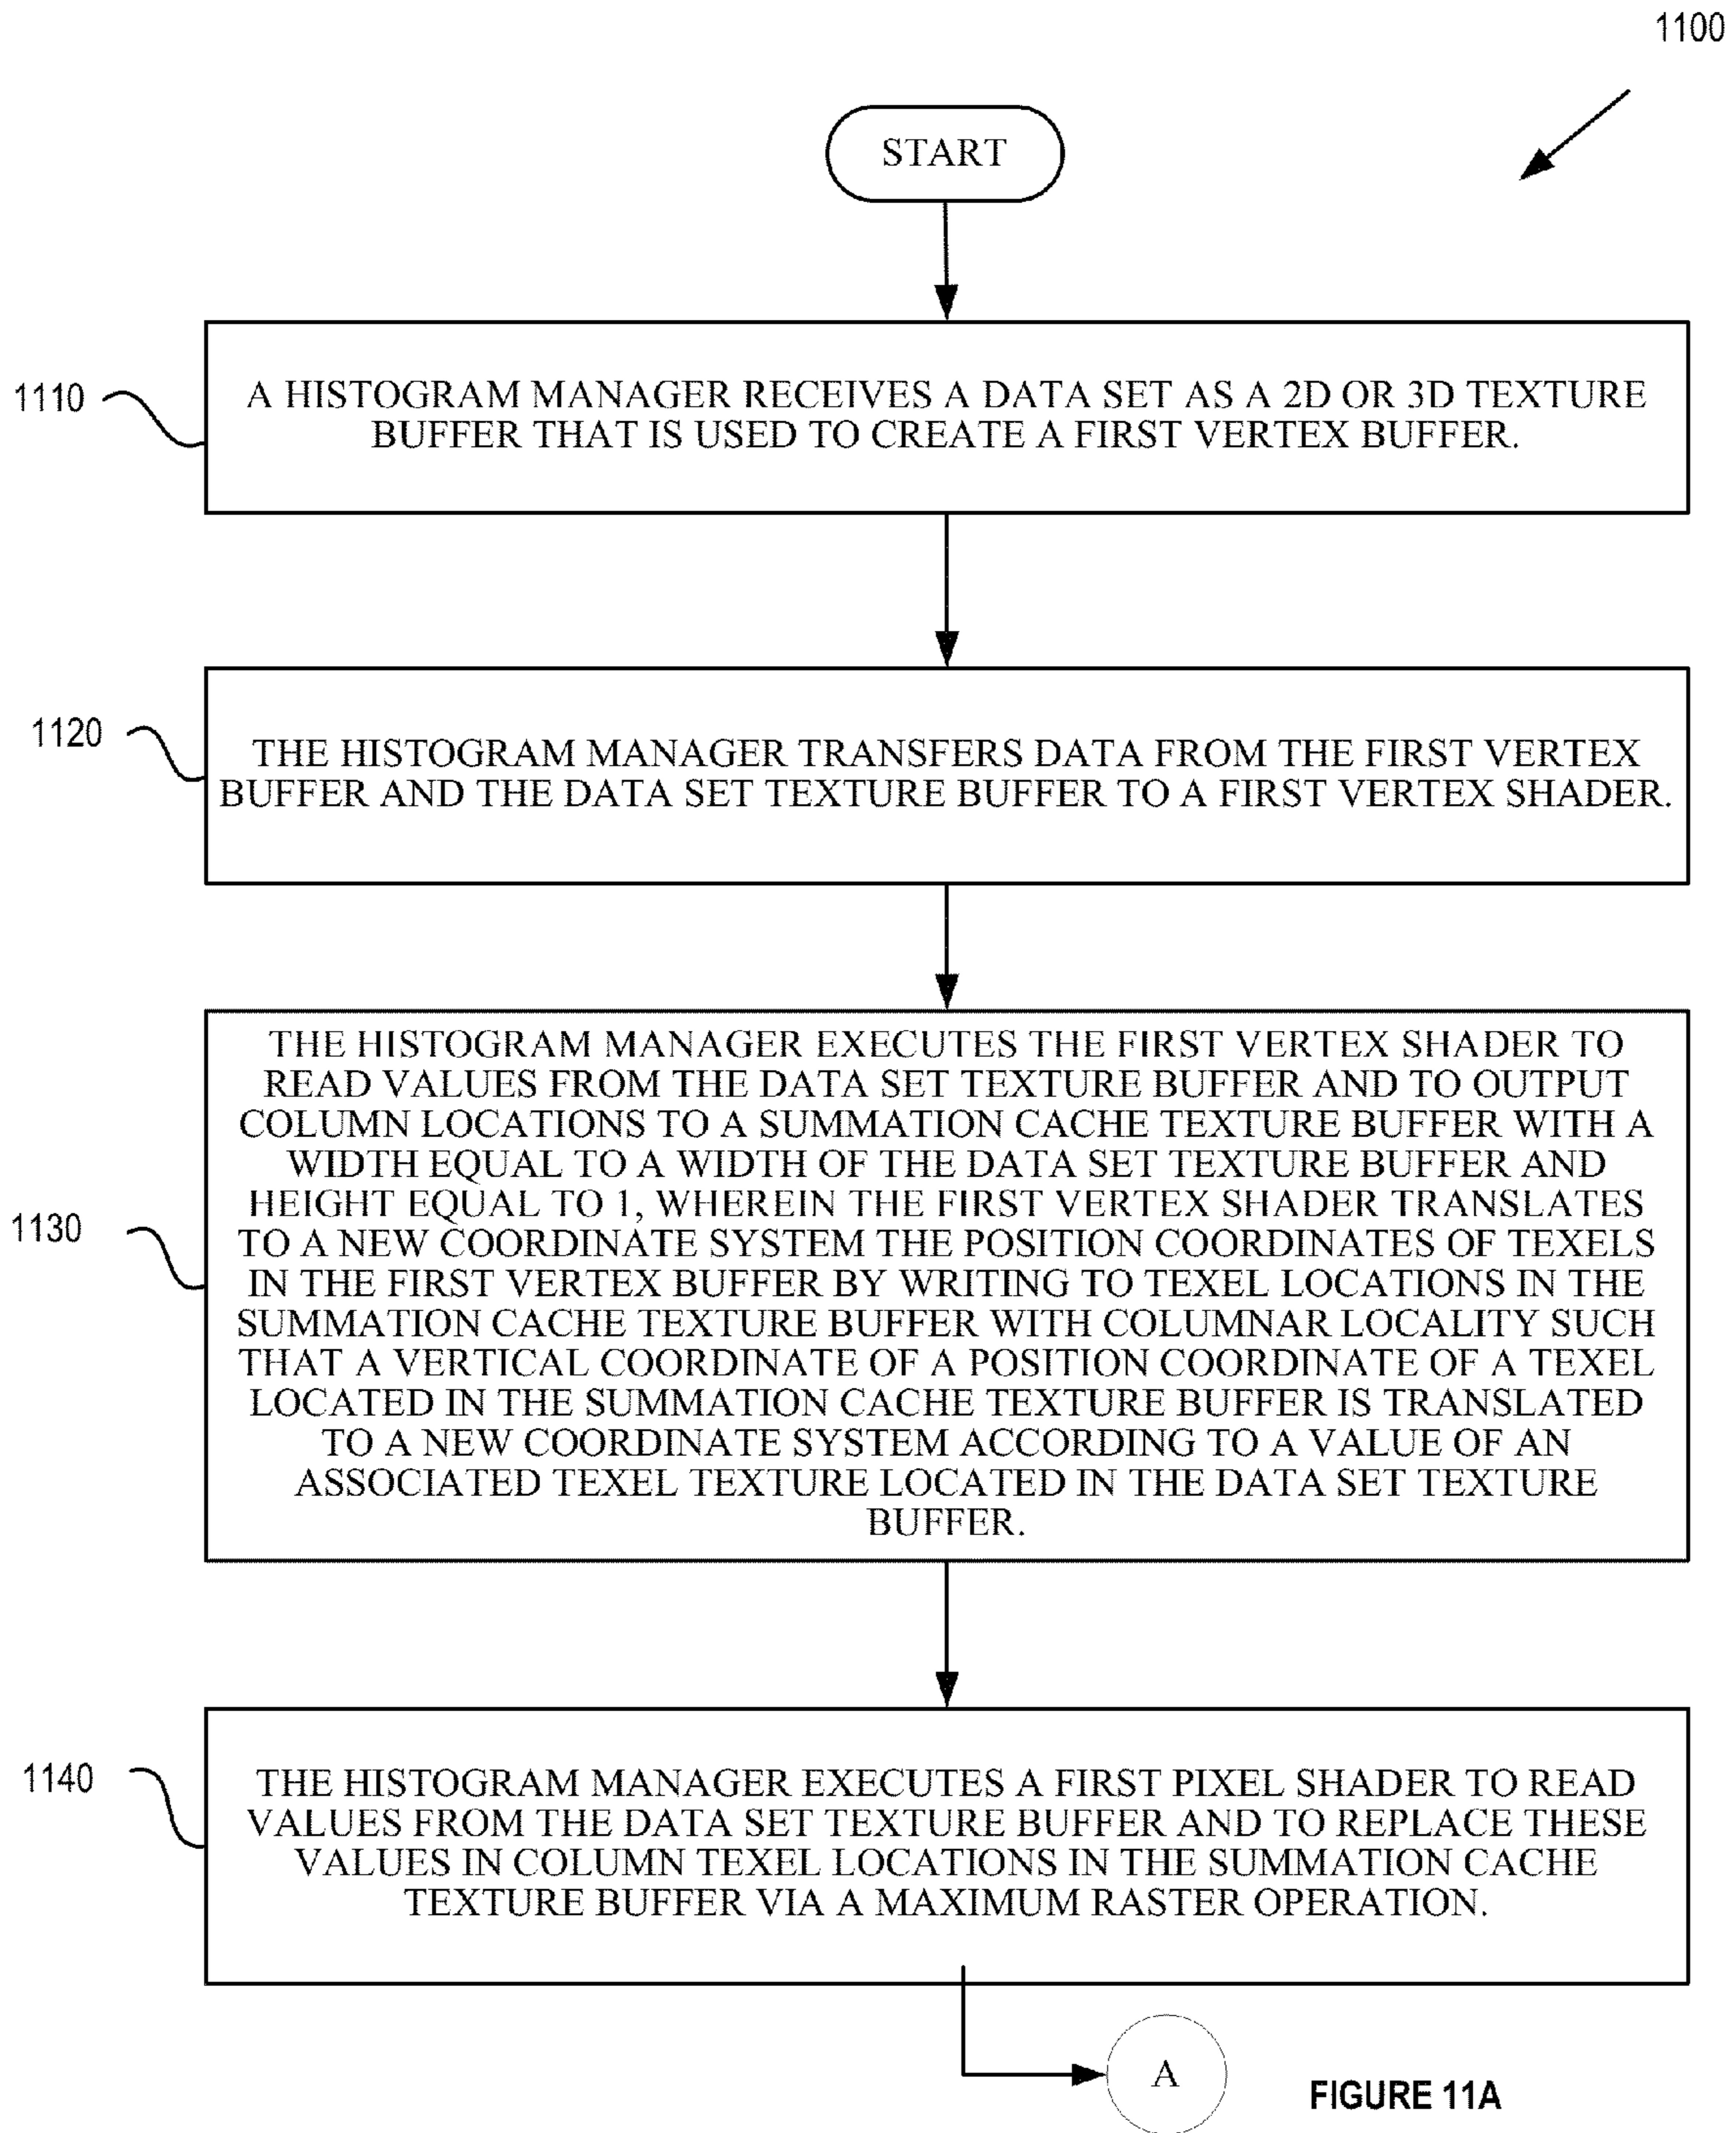 1100
START
1110
A HISTOGRAM MANAGER RECEIVES A DATA SET AS A 2D OR 3D TEXTURE
BUFFER THAT IS USED TO CREATE A FIRST VERTEX BUFFER.
1120
THE HISTOGRAM MANAGER TRANSFERS DATA FROM THE FIRST VERTEX
BUFFER AND THE DATA SET TEXTURE BUFFER TO A FIRST VERTEX SHADER.
1130
THE HISTOGRAM MANAGER EXECUTES THE FIRST VERTEX SHADER TO
READ VALUES FROM THE DATA SET TEXTURE BUFFER AND TO OUTPUT
COLUMN LOCATIONS TO A SUMMATION CACHE TEXTURE BUFFER WITH A
WIDTH EQUAL TO A WIDTH OF THE DATA SET TEXTURE BUFFER AND
HEIGHT EQUAL TO 1, WHEREIN THE FIRST VERTEX SHADER TRANSLATES
TO A NEW COORDINATE SYSTEM THE POSITION COORDINATES OF TEXELS
IN THE FIRST VERTEX BUFFER BY WRITING TO TEXEL LOCATIONS IN THE
SUMMATION CACHE TEXTURE BUFFER WITH COLUMNAR LOCALITY SUCH
THAT A VERTICAL COORDINATE OF A POSITION COORDINATE OF A TEXEL
LOCATED IN THE SUMMATION CACHE TEXTURE BUFFER IS TRANSLATED
TO A NEW COORDINATE SYSTEM ACCORDING TO A VALUE OF AN
ASSOCIATED TEXEL TEXTURE LOCATED IN THE DATA SET TEXTURE
BUFFER.
1140
THE HISTOGRAM MANAGER EXECUTES A FIRST PIXEL SHADER TO READ
VALUES FROM THE DATA SET TEXTURE BUFFER AND TO REPLACE THESE
VALUES IN COLUMN TEXEL LOCATIONS IN THE SUMMATION CACHE
TEXTURE BUFFER VIA A MAXIMUM RASTER OPERATION.
A
FIGURE 11A